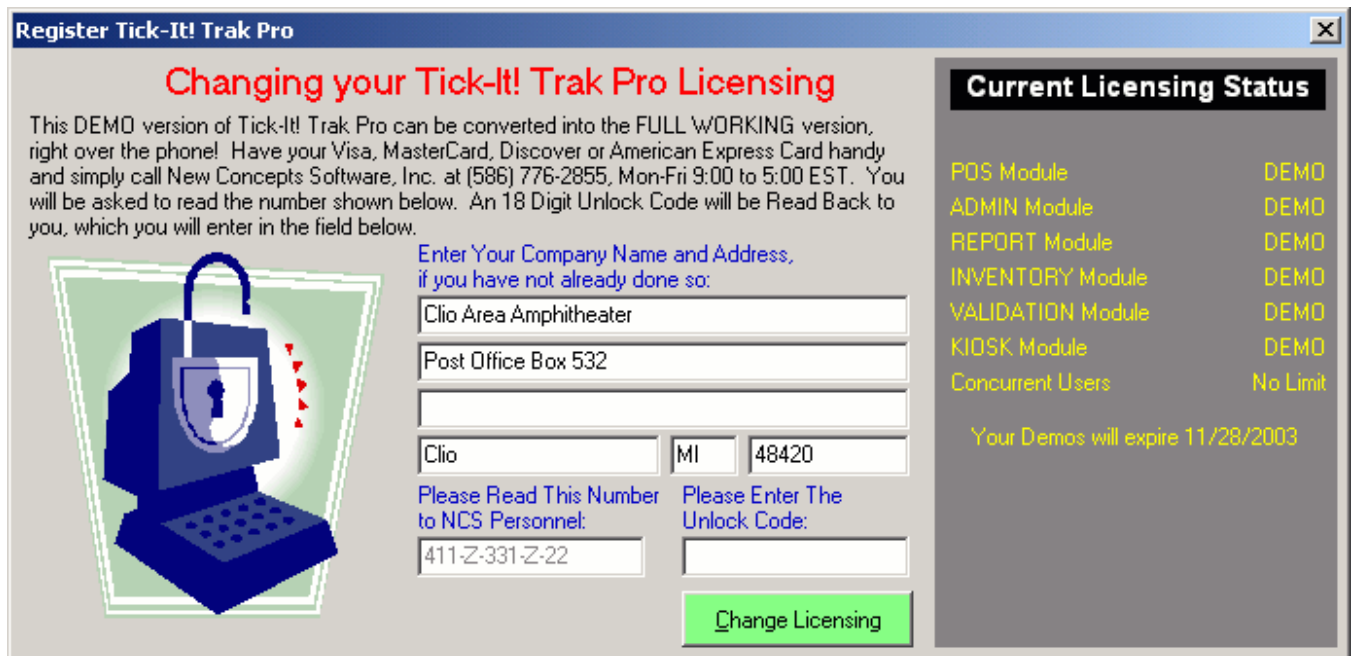 Register Tick-It! Trak Pro
Changing your Tick-It! Trak Pro Licensing
This DEMO version of Tick-It! Trak Pro can be converted into the FULL WORKING version,
right over the phone! Have your Visa, MasterCard, Discover or American Express Card handy
and simply call New Concepts Software, Inc. at (586) 776-2855, Mon-Fri 9:00 to 5:00 EST. You
will be asked to read the number shown below. An 18 Digit Unlock Code will be Read Back to
you, which you will enter in the field below.
Enter Your Company Name and Address,
if you have not already done so:
Clio Area Amphitheater
Post Office Box 532
Clio MI 48420
Please Read This Number
to NCS Personnel:
411-Z-331-Z-22
Please Enter The
Unlock Code:
Change Licensing
Current Licensing Status
POS Module DEMO
ADMIN Module DEMO
REPORT Module DEMO
INVENTORY Module DEMO
VALIDATION Module DEMO
KIOSK Module DEMO
Concurrent Users No Limit
Your Demos will expire 11/28/2003